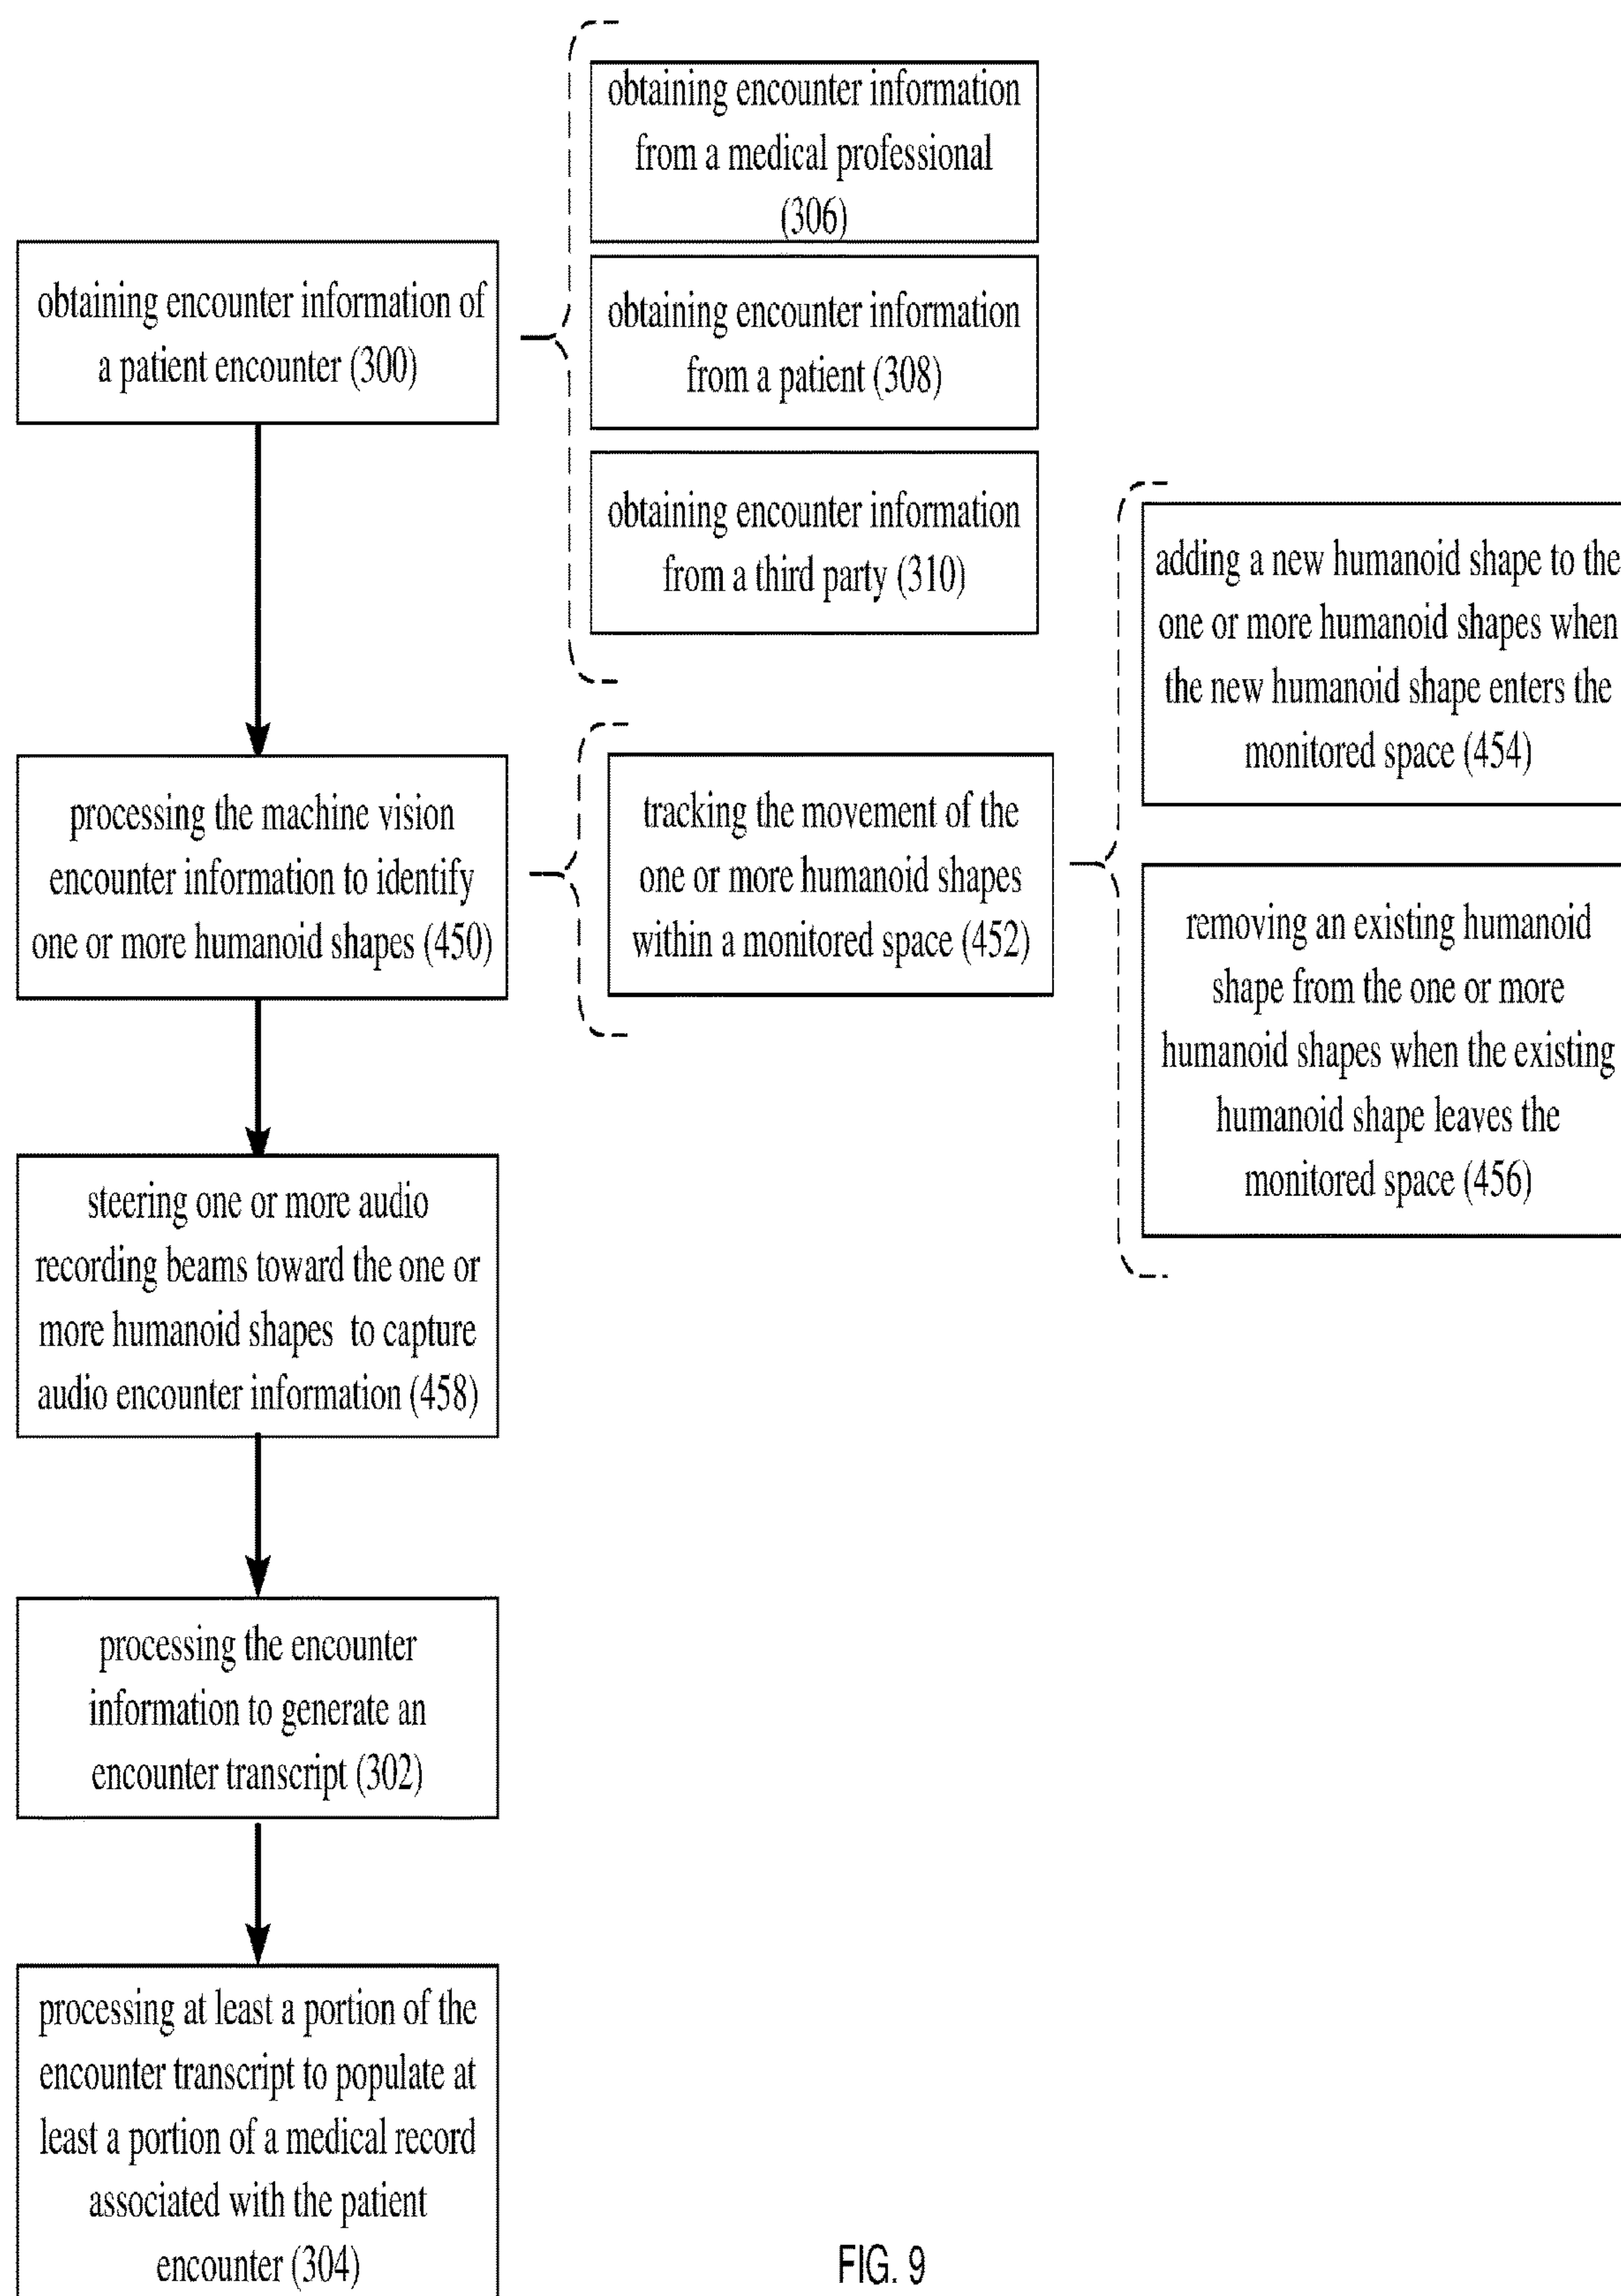 obtaining encounter information of
a patient encounter (300)
obtaining encounter information
from a medical professional
(306)
obtaining encounter information
from a patient (308)
obtaining encounter information
from a third party (310)
processing the machine vision
encounter information to identify
one or more humanoid shapes (450)
tracking the movement of the
one or more humanoid shapes
within a monitored space (452)
adding a new humanoid shape to the
one or more humanoid shapes when
the new humanoid shape enters the
monitored space (454)
removing an existing humanoid
shape from the one or more
humanoid shapes when the existing
humanoid shape leaves the
monitored space (456)
steering one or more audio
recording beams toward the one or
more humanoid shapes to capture
audio encounter information (458)
processing the encounter
information to generate an
encounter transcript (302)
processing at least a portion of the
encounter transcript to populate at
least a portion of a medical record
associated with the patient
encounter (304)
FIG. 9